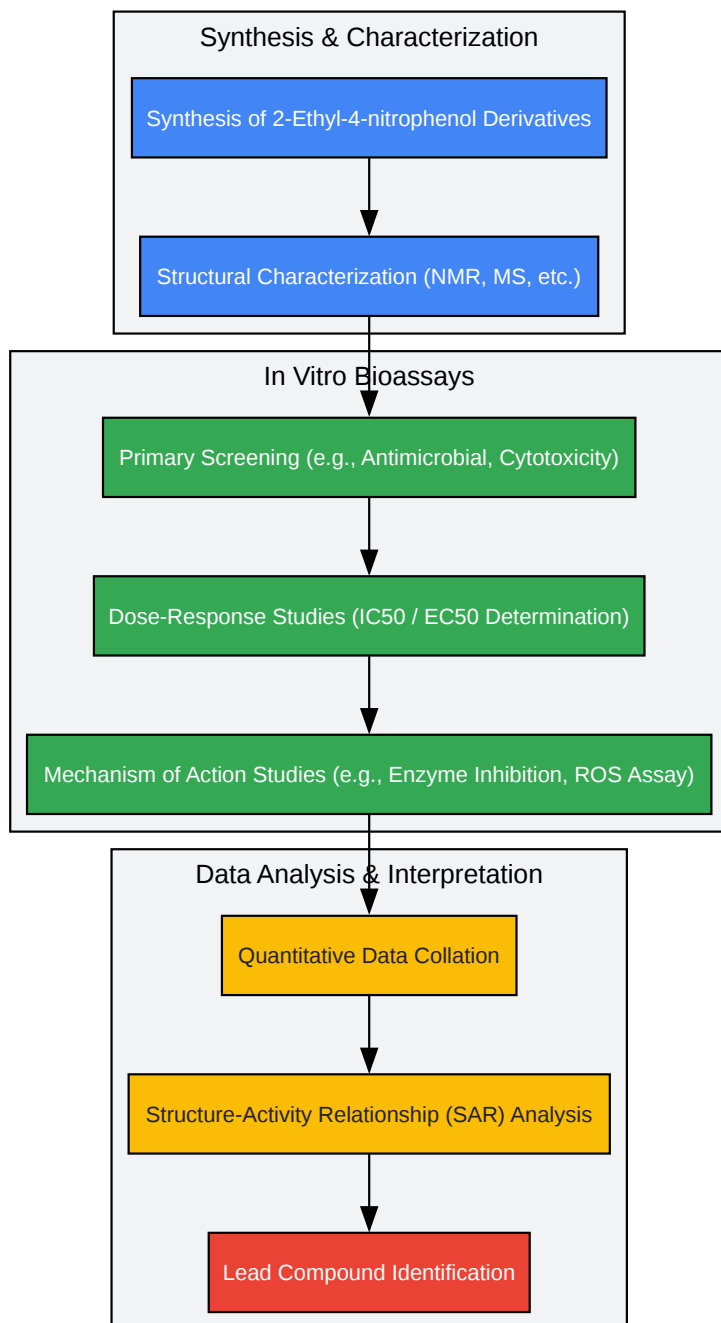 Synthesis & Characterization
Synthesis of 2-Ethyl-4-nitrophenol Derivatives
Structural Characterization (NMR, MS, etc.)
In Vitro Bioassays
Primary Screening (e.g., Antimicrobial, Cytotoxicity)
Dose-Response Studies (IC50 / EC50 Determination)
Mechanism of Action Studies (e.g., Enzyme Inhibition, ROS Assay)
Data Analysis & Interpretation
Quantitative Data Collation
Structure-Activity Relationship (SAR) Analysis
Lead Compound Identification